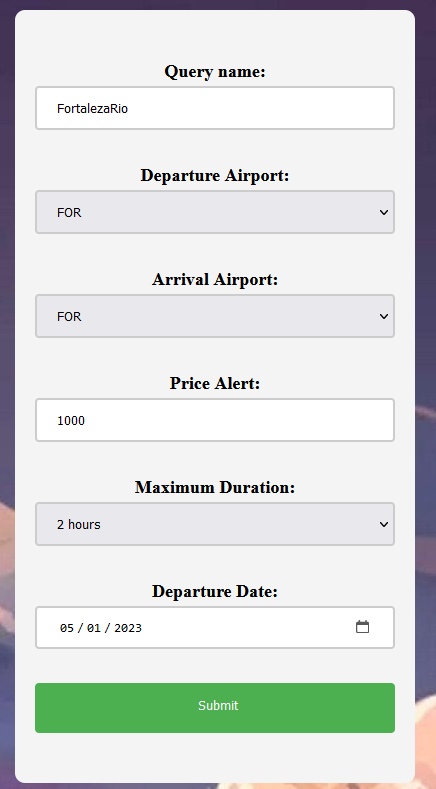 Query name:
FortalezaRio
Departure Airport:
FOR
Arrival Airport:
FOR
Price Alert:
1000
Maximum Duration:
2 hours
Departure Date:
05 / 01 / 2023
Submit